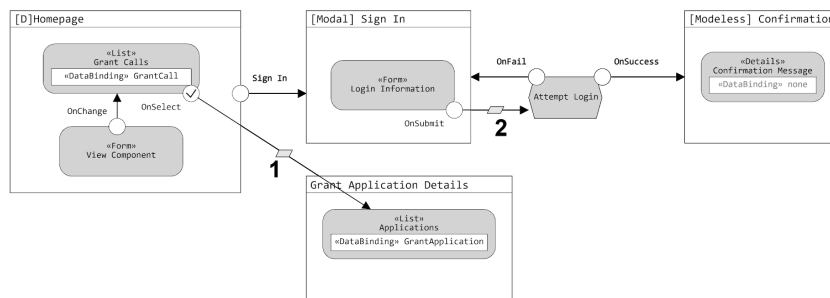 [D]Homepage
«List»
Grant Calls
«DataBinding» GrantCall
OnChange
OnSelect
«Form»
View Component
Sign In
1
[Modal] Sign In
«Form»
Login Information
OnSubmit
2
OnFail
OnSuccess
Attempt Login
[Modeless] Confirmation
«Details»
Confirmation Message
«DataBinding» none
Grant Application Details
«List»
Applications
«DataBinding» GrantApplication